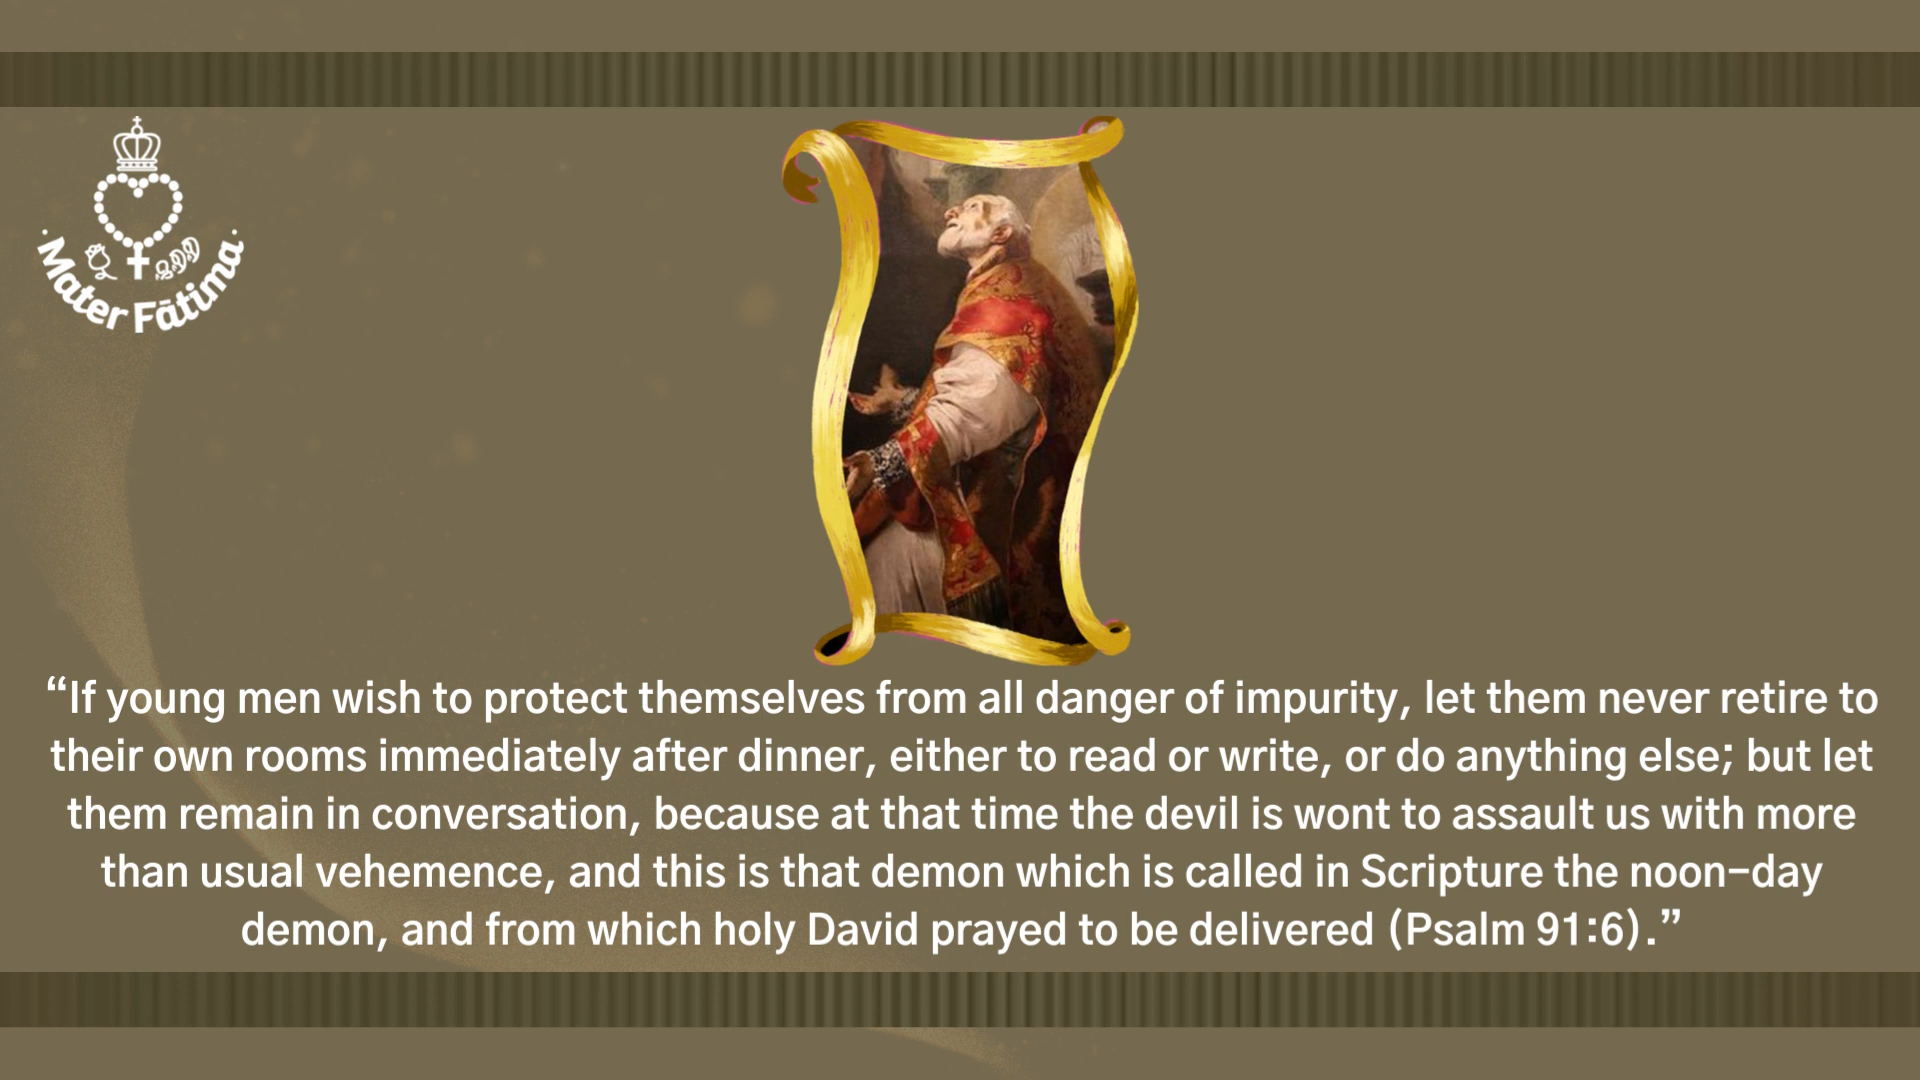 · Mater Fātima ·
“If young men wish to protect themselves from all danger of impurity, let them never retire to
their own rooms immediately after dinner, either to read or write, or do anything else; but let
them remain in conversation, because at that time the devil is wont to assault us with more
than usual vehemence, and this is that demon which is called in Scripture the noon-day
demon, and from which holy David prayed to be delivered (Psalm 91:6).”